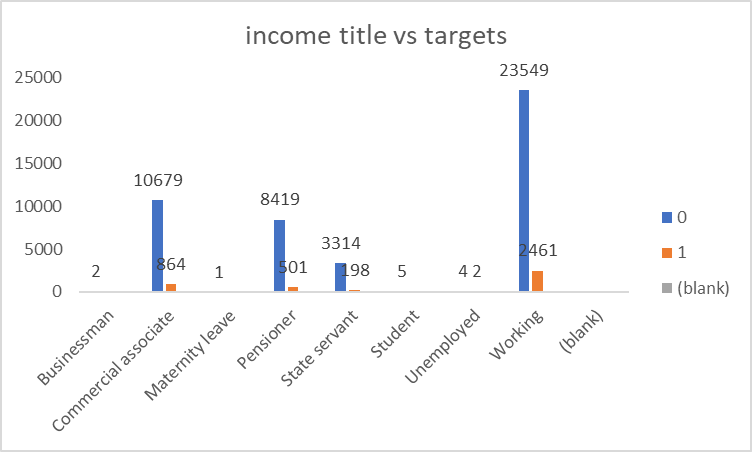 income title vs targets
25000
20000
15000
10000
5000
0
2
10679
864
1
8419
501
3314
198
5
4
2
23549
2461
Businessman
Commercial associate
Maternity leave
Pensioner
State servant
Student
Unemployed
Working
(blank)
0
1
(blank)